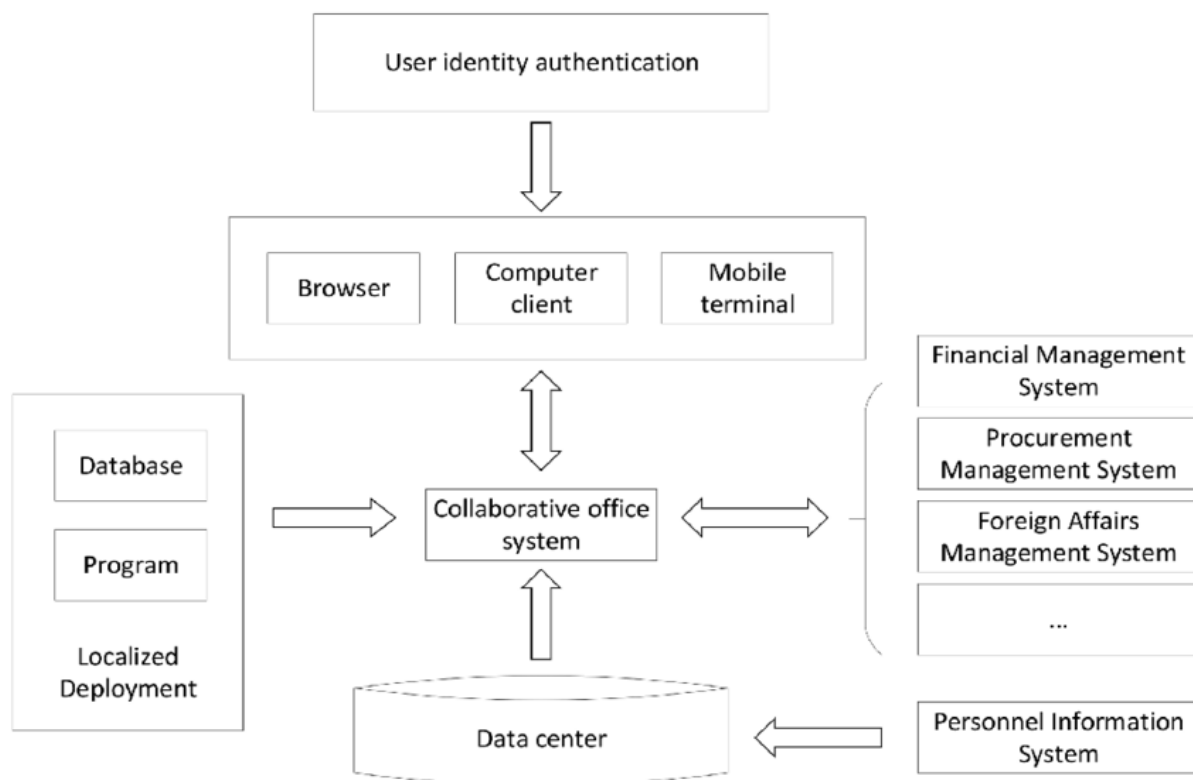 User identity authentication
Browser
Computer
client
Mobile
terminal
Financial Management
System
Procurement
Management System
Foreign Affairs
Management System
...
Database
Program
Localized
Deployment
Collaborative office
system
Data center
Personnel Information
System